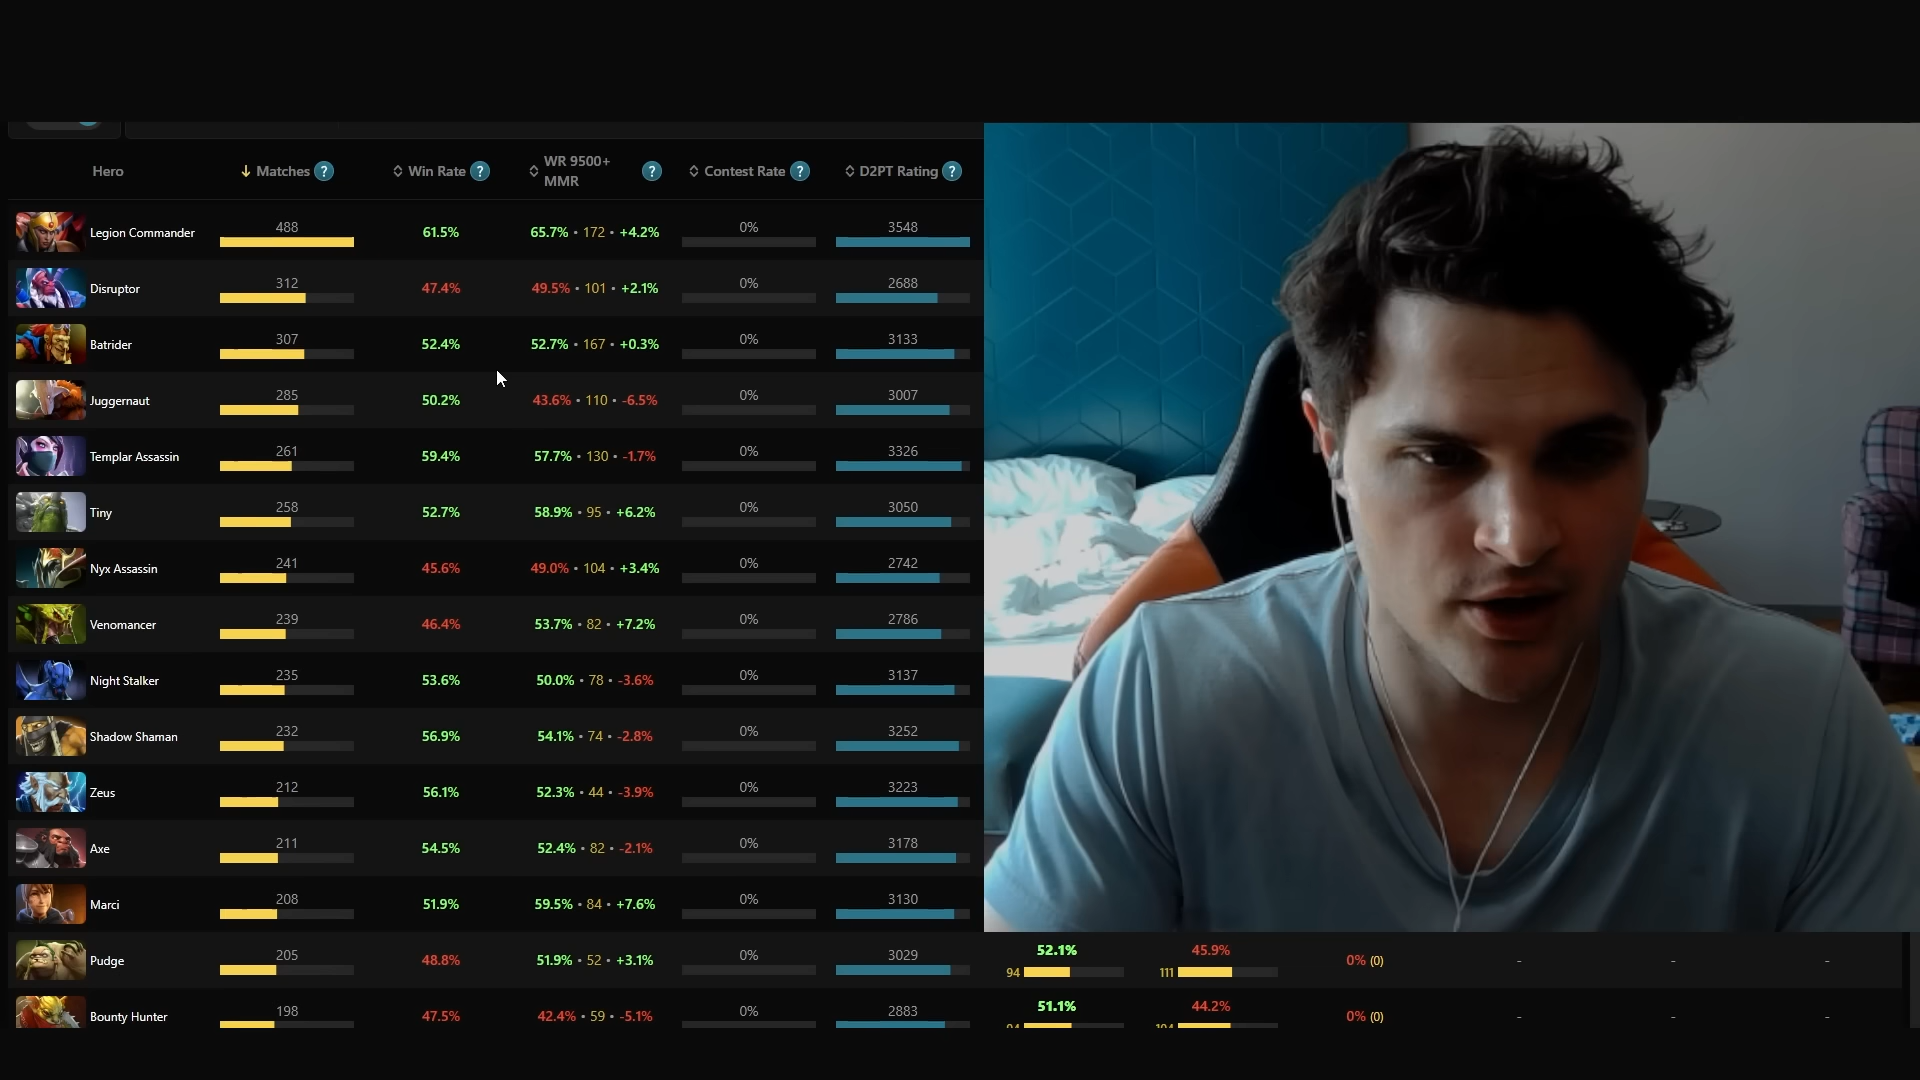 Hero Matches ? Win Rate ? WR 9500+ MMR ? Contest Rate ? D2PT Rating ?
Legion Commander 488 61.5% 65.7% • 172 • +4.2% 0% 3548
Disruptor 312 47.4% 49.5% • 101 • +2.1% 0% 2688
Batrider 307 52.4% 52.7% • 167 • +0.3% 0% 3133
Juggernaut 285 50.2% 43.6% • 110 • -6.5% 0% 3007
Templar Assassin 261 59.4% 57.7% • 130 • -1.7% 0% 3326
Tiny 258 52.7% 58.9% • 95 • +6.2% 0% 3050
Nyx Assassin 241 45.6% 49.0% • 104 • +3.4% 0% 2742
Venomancer 239 46.4% 53.7% • 82 • +7.2% 0% 2786
Night Stalker 235 53.6% 50.0% • 78 • -3.6% 0% 3137
Shadow Shaman 232 56.9% 54.1% • 74 • -2.8% 0% 3252
Zeus 212 56.1% 52.3% • 44 • -3.9% 0% 3223
Axe 211 54.5% 52.4% • 82 • -2.1% 0% 3178
Marci 208 51.9% 59.5% • 84 • +7.6% 0% 3130
Pudge 205 48.8% 51.9% • 52 • +3.1% 0% 3029 52.1% 94 45.9% 111 0% (0) - - -
Bounty Hunter 198 47.5% 42.4% • 59 • -5.1% 0% 2883 51.1% 44.2% 0% (0) - - -